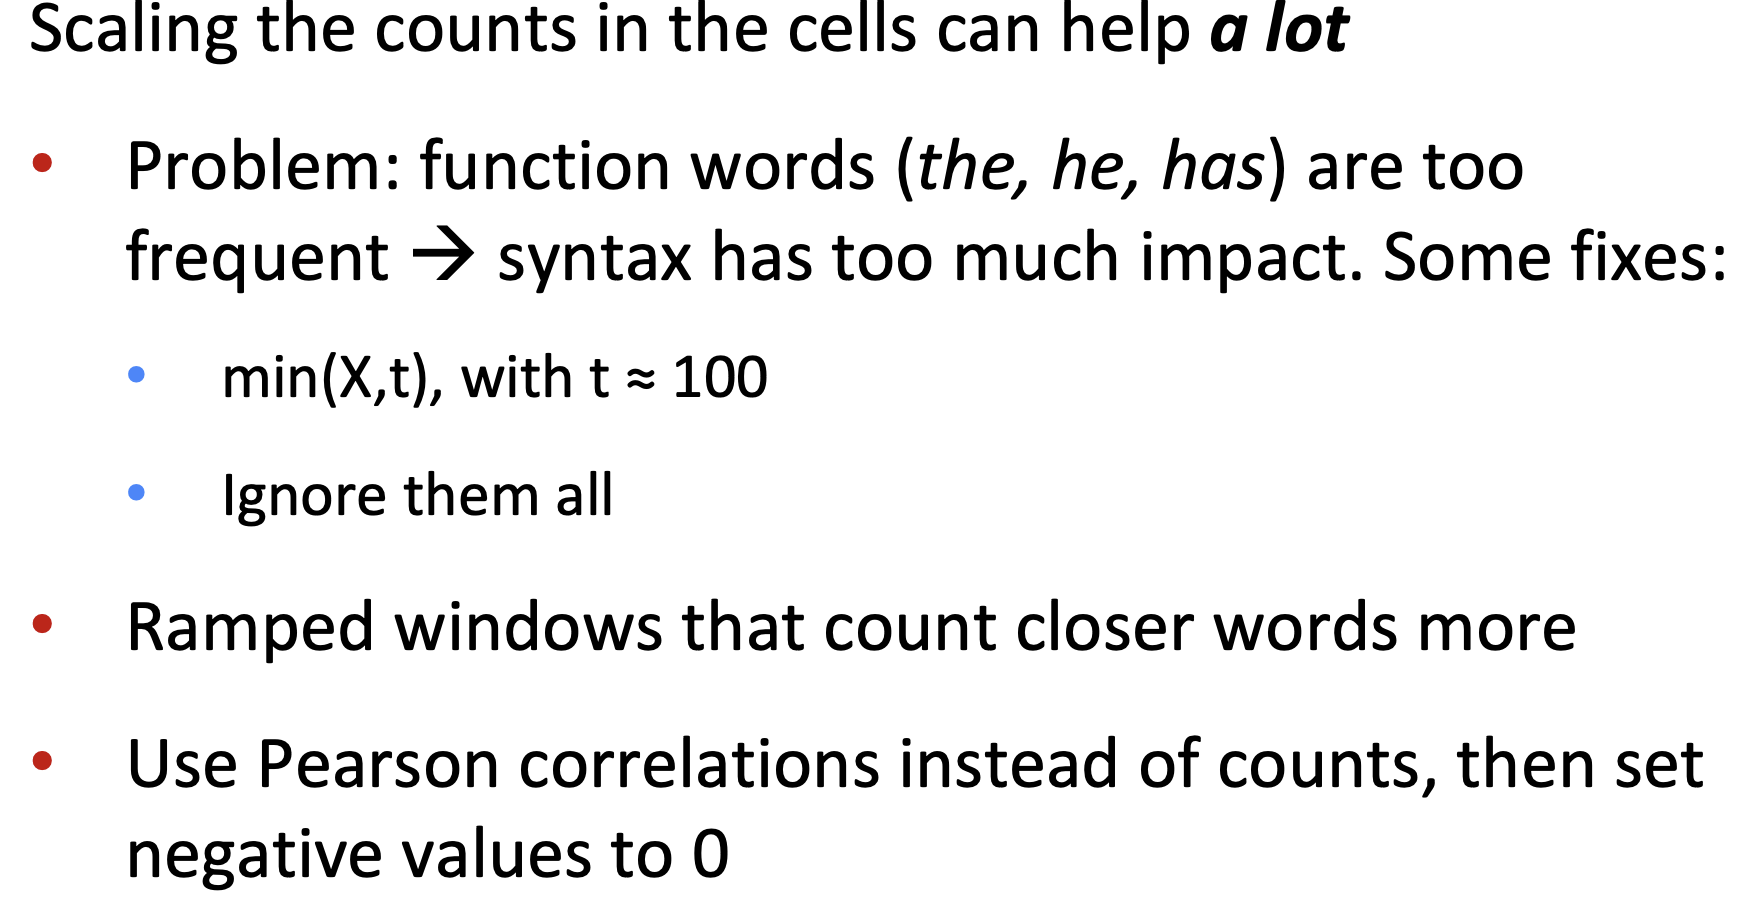 Scaling the counts in the cells can help a lot
• Problem: function words (the, he, has) are too
frequent → syntax has too much impact. Some fixes:
• min(X,t), with t ≈ 100
• Ignore them all
• Ramped windows that count closer words more
• Use Pearson correlations instead of counts, then set
negative values to 0